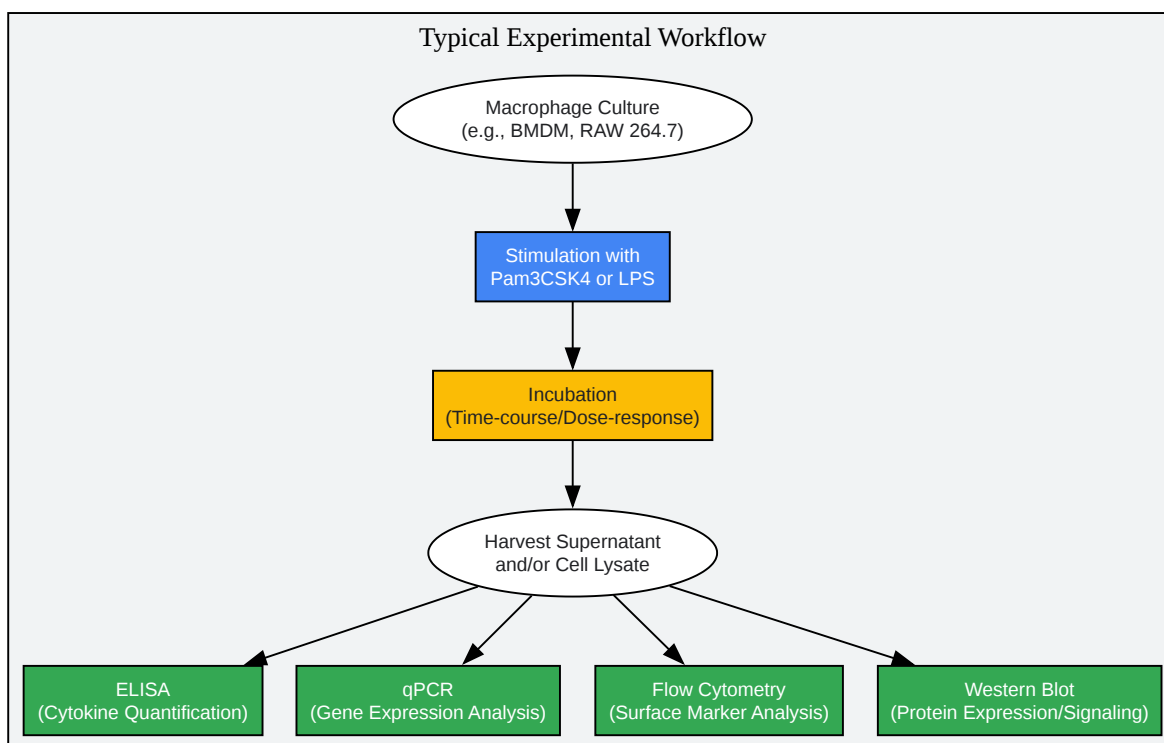 Typical Experimental Workflow
Macrophage Culture
(e.g., BMDM, RAW 264.7)
Stimulation with
Pam3CSK4 or LPS
Incubation
(Time-course/Dose-response)
Harvest Supernatant
and/or Cell Lysate
ELISA
(Cytokine Quantification)
qPCR
(Gene Expression Analysis)
Flow Cytometry
(Surface Marker Analysis)
Western Blot
(Protein Expression/Signaling)